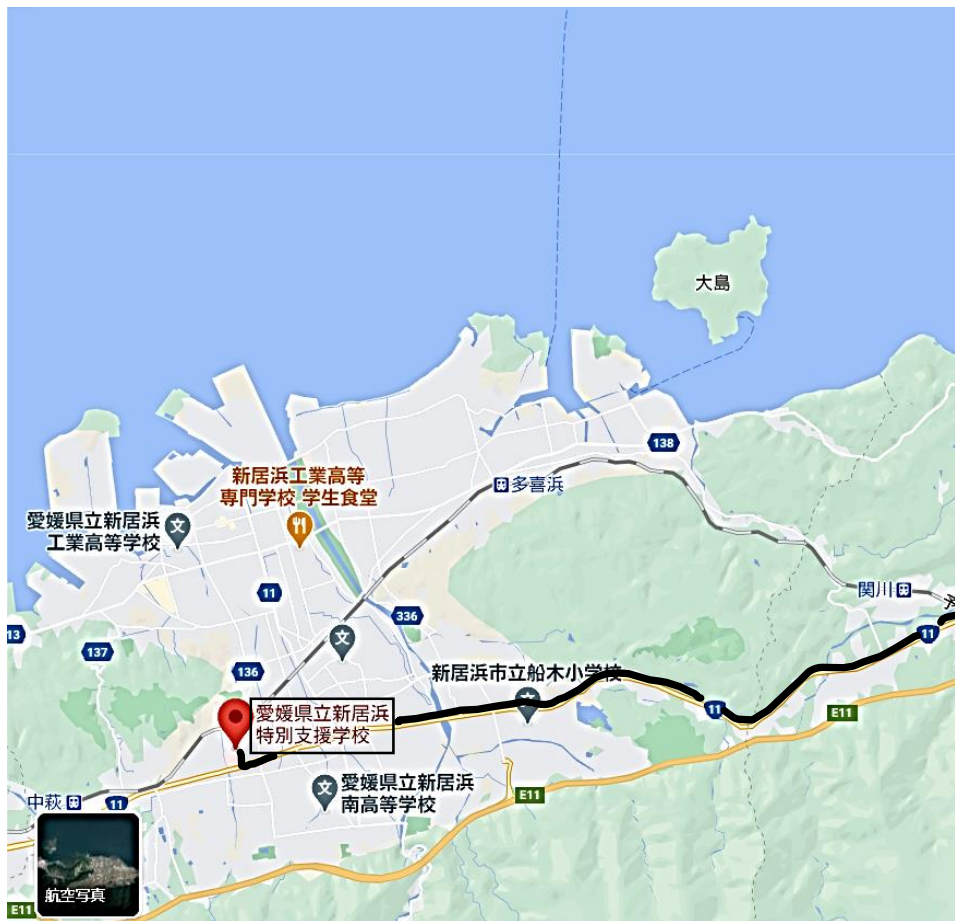 大島
138
新居浜工業高等
専門学校 学生食堂
多喜浜
愛媛県立新居浜
工業高等学校
11
関川
予
13
336
11
137
136
新居浜市立船木小学校
愛媛県立新居浜
特別支援学校
11
E11
愛媛県立新居浜
南高等学校
E11
中萩
11
航空写真
E11